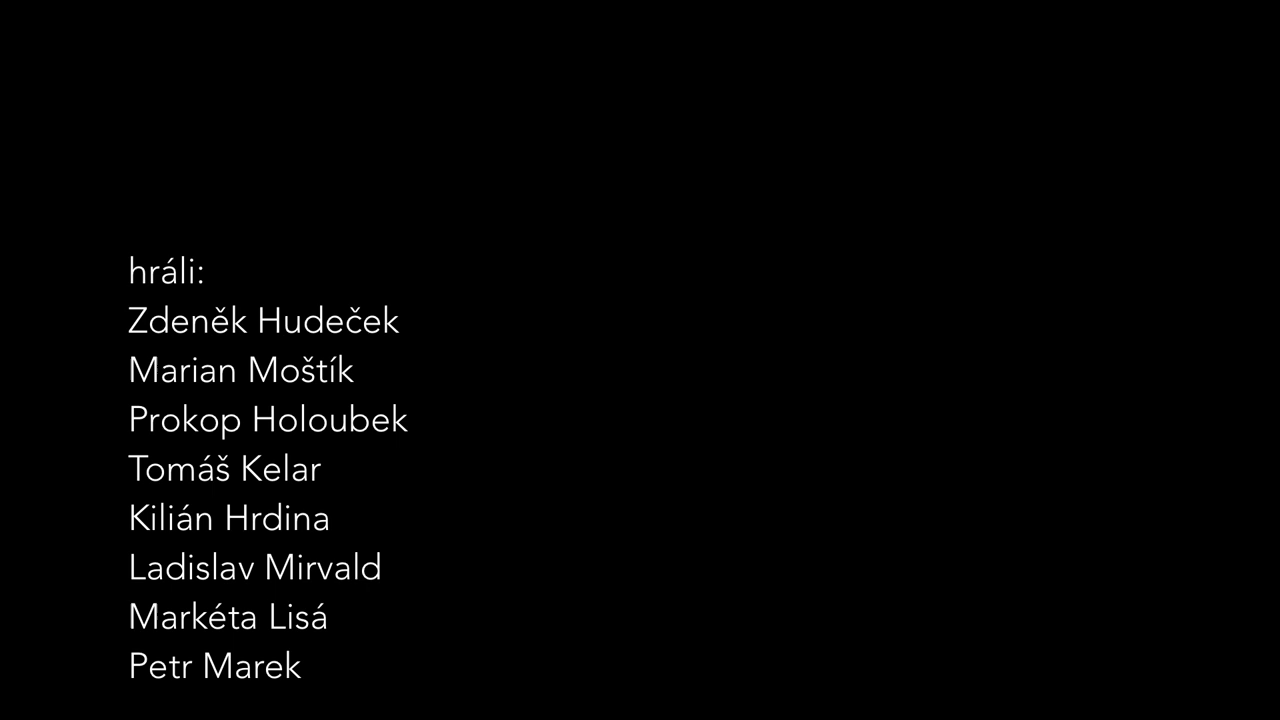 hráli:
Zdeněk Hudeček
Marian Moštík
Prokop Holoubek
Tomáš Kelar
Kilián Hrdina
Ladislav Mirvald
Markéta Lisá
Petr Marek